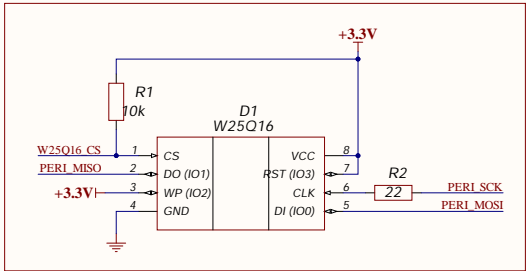 +3.3V
R1
10k
D1
W25Q16
W25Q16_CS 1 CS VCC 8
PERI_MISO 2 DO (IO1) RST (IO3) 7 R2
+3.3V 3 WP (IO2) CLK 6 22 PERI_SCK
4 GND DI (IO0) 5 PERI_MOSI